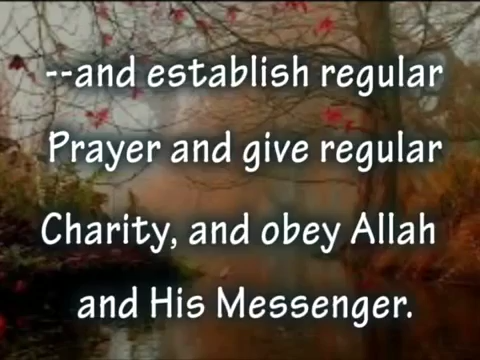 --and establish regular
Prayer and give regular
Charity, and obey Allah
and His Messenger.